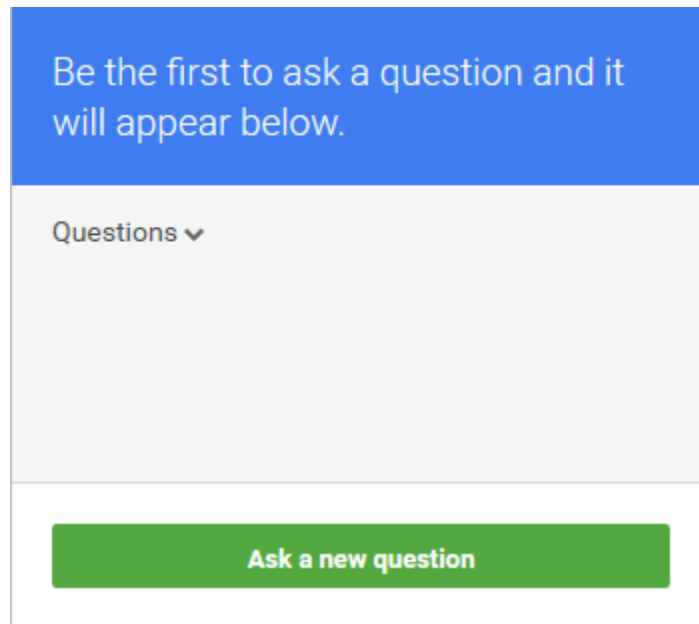 Be the first to ask a question and it
will appear below.
Questions
Ask a new question